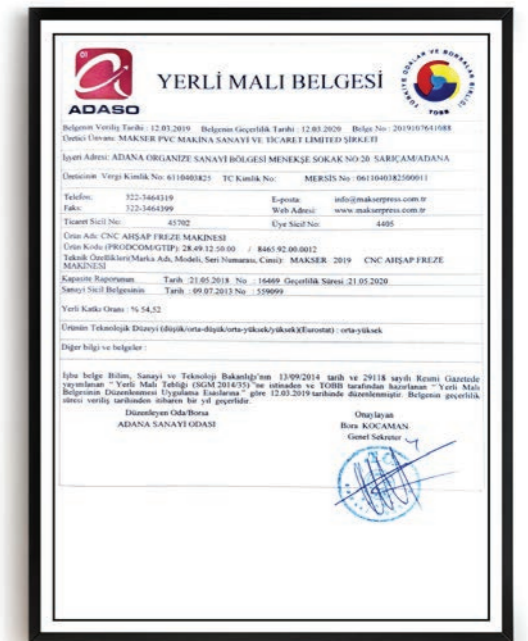 ADASO
YERLİ MALI BELGESİ
TÜRKİYE ODALAR VE BORSALAR BİRLİĞİ
TOBB
Belgenin Veriliş Tarihi : 12.03.2019 Belgenin Geçerlilik Tarihi : 12.03.2020 Belge No : 2019107641088
Üretici Ünvanı: MAKSER PVC MAKİNA SANAYİ VE TİCARET LİMİTED ŞİRKETİ
İşyeri Adresi: ADANA ORGANİZE SANAYİ BÖLGESİ MENEKŞE SOKAK NO:20 SARIÇAM/ADANA
Üreticinin Vergi Kimlik No: 6110403825 TC Kimlik No: MERSİS No : 0611040382500011
Telefon: 322-3464319 E-posta: info@makserpress.com.tr
Faks: 322-3464399 Web Adresi: www.makserpress.com.tr
Ticaret Sicil No: 45702 Üye Sicil No: 4405
Ürün Adı: CNC AHŞAP FREZE MAKİNESİ
Ürün Kodu (PRODCOM/GTİP): 28.49.12.50.00 / 8465.92.00.0012
Teknik Özellikleri(Marka Adı, Modeli, Seri Numarası, Cinsi): MAKSER 2019 CNC AHŞAP FREZE
MAKİNESİ
Kapasite Raporunun Tarih :21.05.2018 No : 16469 Geçerlilik Süresi :21.05.2020
Sanayi Sicil Belgesinin Tarih : 09.07.2013 No : 559099
Yerli Katkı Oranı : % 54,52
Ürünün Teknolojik Düzeyi (düşük/orta-düşük/orta-yüksek/yüksek)(Eurostat) : orta-yüksek
Diğer bilgi ve belgeler :
İşbu belge Bilim, Sanayi ve Teknoloji Bakanlığı'nın 13/09/2014 tarih ve 29118 sayılı Resmi Gazetede
yayımlanan " Yerli Malı Tebliği (SGM 2014/35) "ne istinaden ve TOBB tarafından hazırlanan " Yerli Malı
Belgesinin Düzenlenmesi Uygulama Esaslarına " göre 12.03.2019 tarihinde düzenlenmiştir. Belgenin geçerlilik
süresi veriliş tarihinden itibaren bir yıl geçerlidir.
Düzenleyen Oda/Borsa
ADANA SANAYİ ODASI
Onaylayan
Bora KOCAMAN
Genel Sekreter